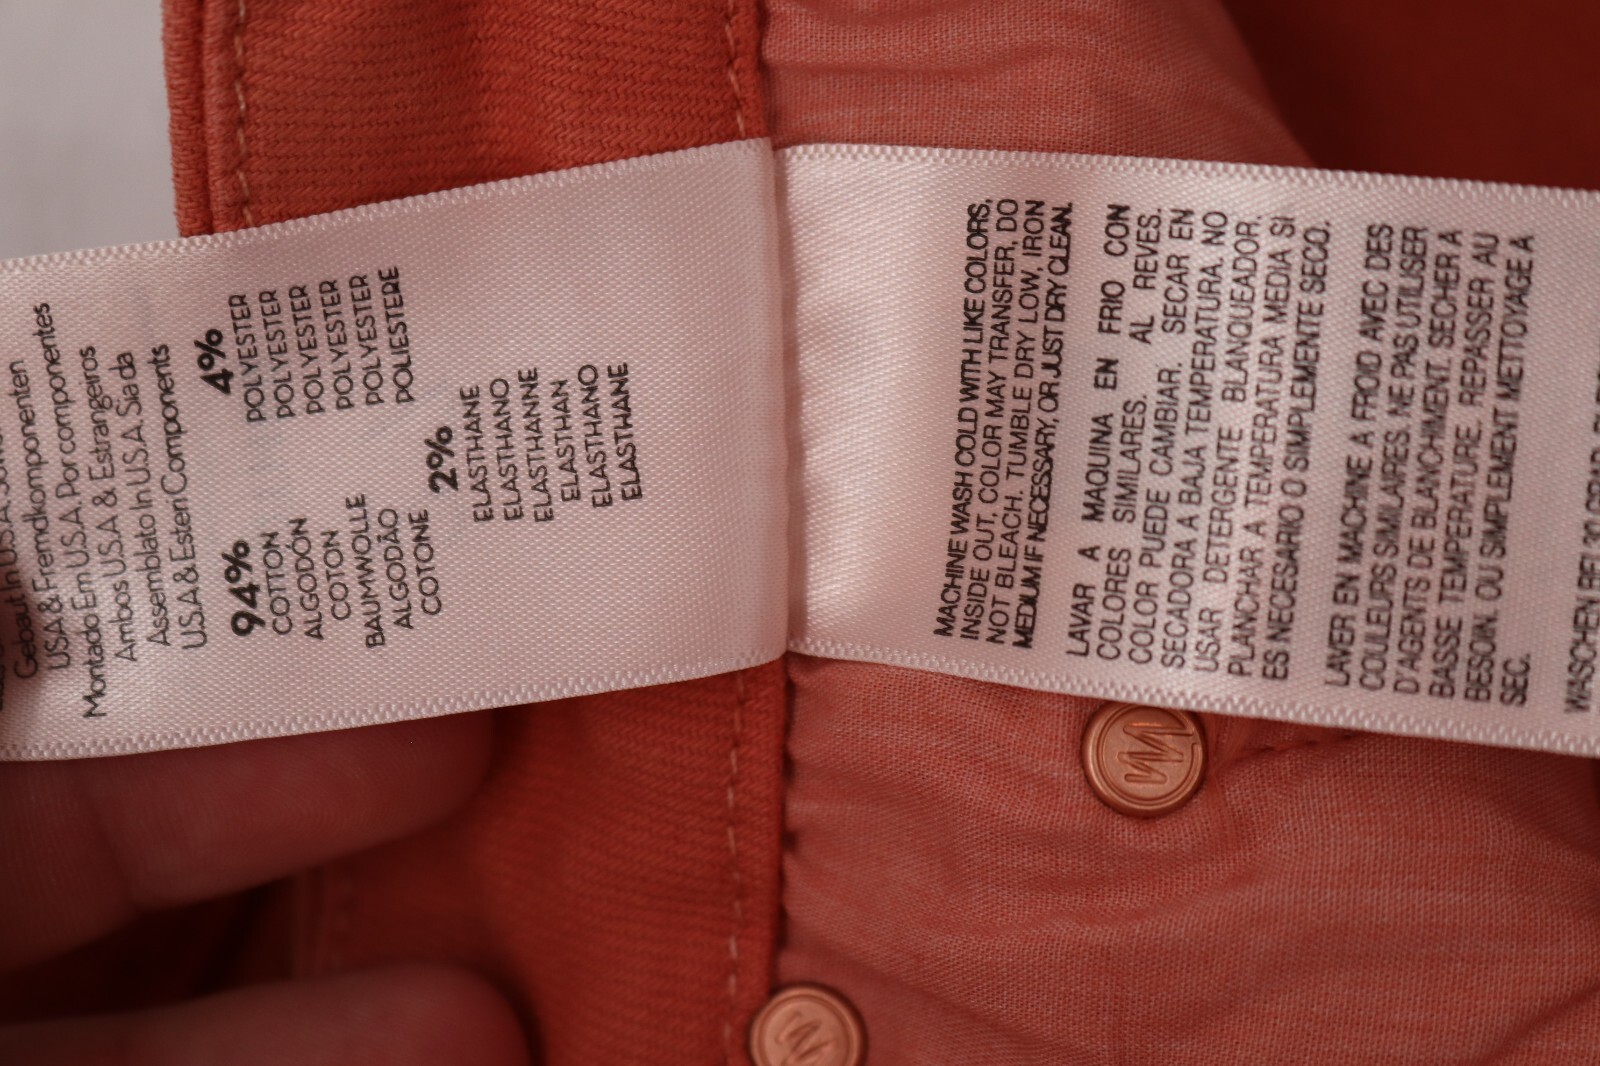 Gebaut In U.S.A.
USA & Fremdkomponenten
Montado Em U.S.A. Por componentes
Ambos U.S.A & Estrangeiros
Assemblato In U.S.A. Sia da
U.S.A & Esteri Components
94%
COTTON
ALGODÓN
COTON
BAUMWOLLE
ALGODÃO
COTONE
4%
POLYESTER
POLYESTER
POLYESTER
POLYESTER
POLYESTER
POLIESTERE
2%
ELASTHANE
ELASTHANO
ELASTHANNE
ELASTHAN
ELASTHANO
ELASTHANE
MACHINE WASH COLD WITH LIKE COLORS,
INSIDE OUT, COLOR MAY TRANSFER, DO
NOT BLEACH. TUMBLE DRY LOW, IRON
MEDIUM IF NECESSARY, OR JUST DRY CLEAN.
LAVAR A MAQUINA EN FRIO CON
COLORES SIMILARES. AL REVES.
COLOR PUEDE CAMBIAR. SECAR EN
SECADORA A BAJA TEMPERATURA. NO
USAR DETERGENTE BLANQUEADOR.
PLANCHAR A TEMPERATURA MEDIA SI
ES NECESARIO O SIMPLEMENTE SECO.
LAVER EN MACHINE A FROID AVEC DES
COULEURS SIMILAIRES. NE PAS UTILISER
D'AGENTS DE BLANCHIMENT. SECHER A
BASSE TEMPERATURE. REPASSER AU
BESOIN. OU SIMPLEMENT METTOYAGE A
SEC.
WASCHEN BEI 30 GRAD